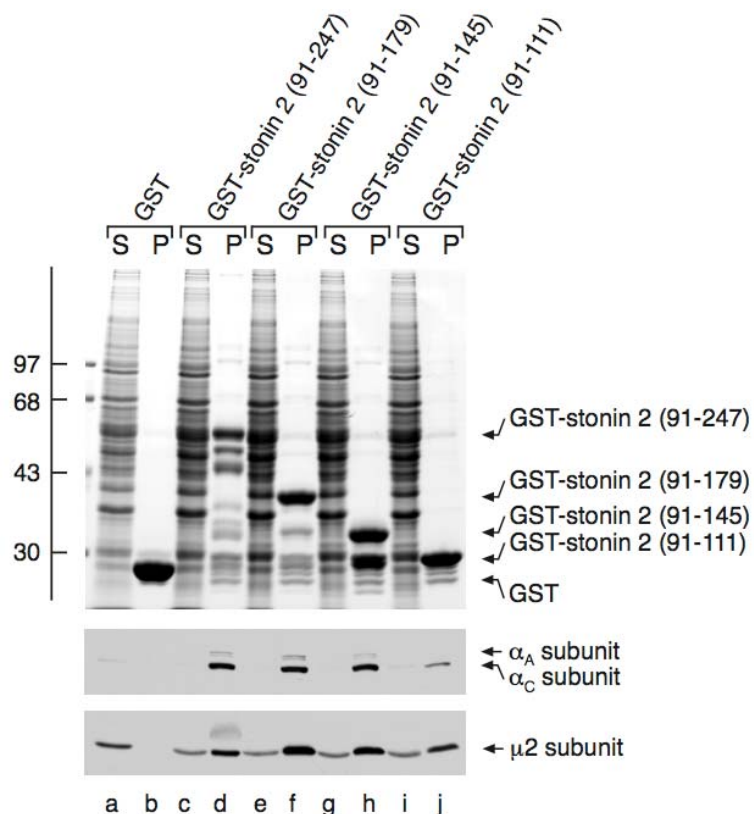 GST
GST-stonin 2 (91-247)
GST-stonin 2 (91-179)
GST-stonin 2 (91-145)
GST-stonin 2 (91-111)
S P S P S P S P S P
97
68
43
30
GST-stonin 2 (91-247)
GST-stonin 2 (91-179)
GST-stonin 2 (91-145)
GST-stonin 2 (91-111)
GST
αA subunit
αC subunit
μ2 subunit
a b c d e f g h i j